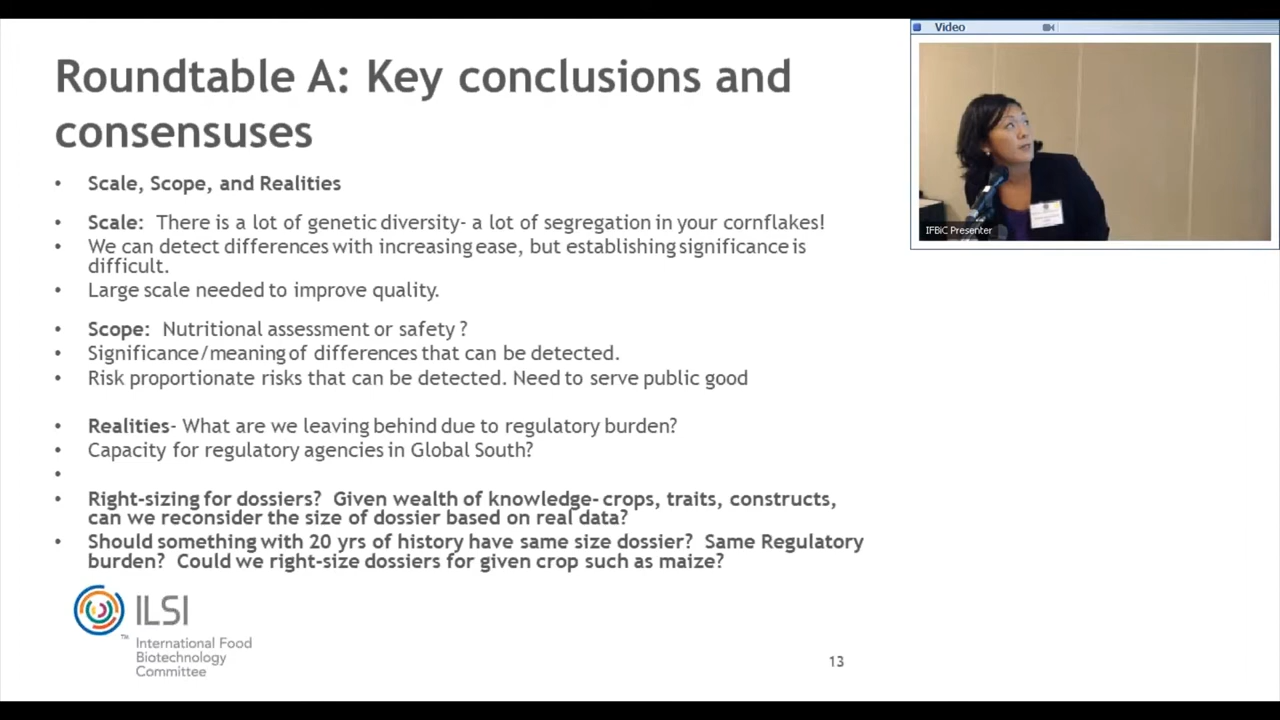 Roundtable A: Key conclusions and
consensuses
• Scale, Scope, and Realities
• Scale: There is a lot of genetic diversity- a lot of segregation in your cornflakes!
• We can detect differences with increasing ease, but establishing significance is
difficult.
• Large scale needed to improve quality.
• Scope: Nutritional assessment or safety ?
• Significance/meaning of differences that can be detected.
• Risk proportionate risks that can be detected. Need to serve public good
• Realities- What are we leaving behind due to regulatory burden?
• Capacity for regulatory agencies in Global South?
•
• Right-sizing for dossiers? Given wealth of knowledge- crops, traits, constructs,
can we reconsider the size of dossier based on real data?
• Should something with 20 yrs of history have same size dossier? Same Regulatory
burden? Could we right-size dossiers for given crop such as maize?
ILSI
™ International Food
Biotechnology
Committee
13
Video
IFBiC Presenter